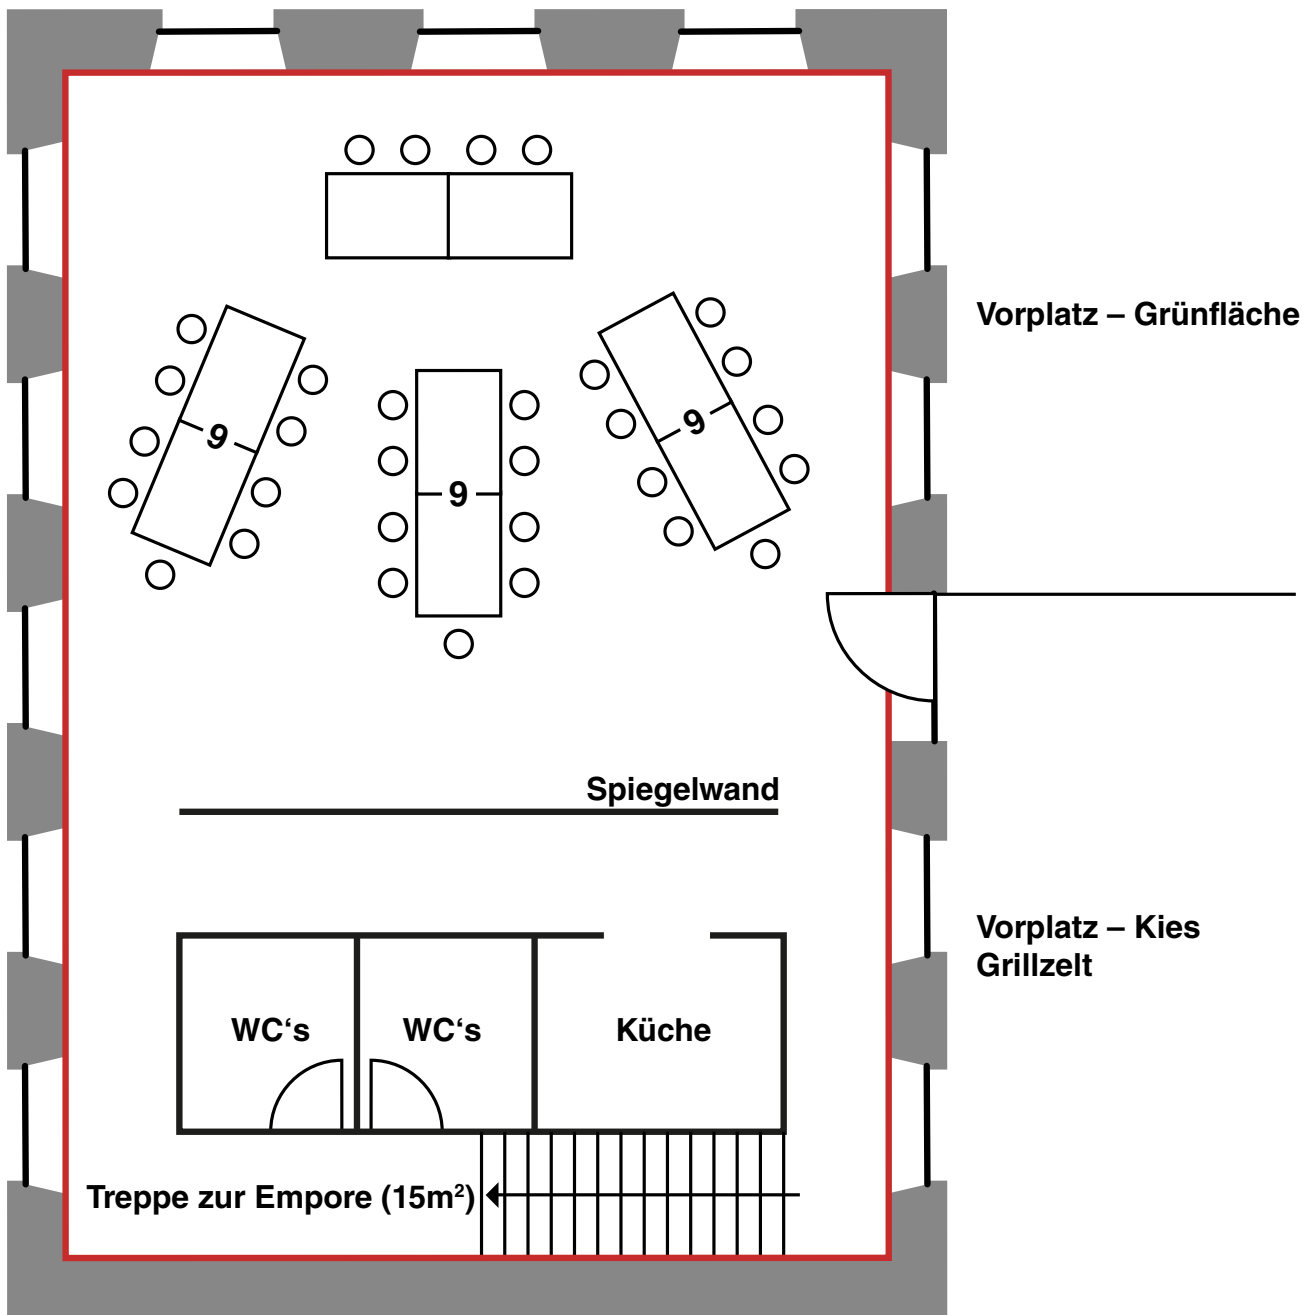 Vorplatz – Grünfläche
9
9
9
Spiegelwand
Vorplatz – Kies
Grillzelt
WC‘s
WC‘s
Küche
Treppe zur Empore (15m²)